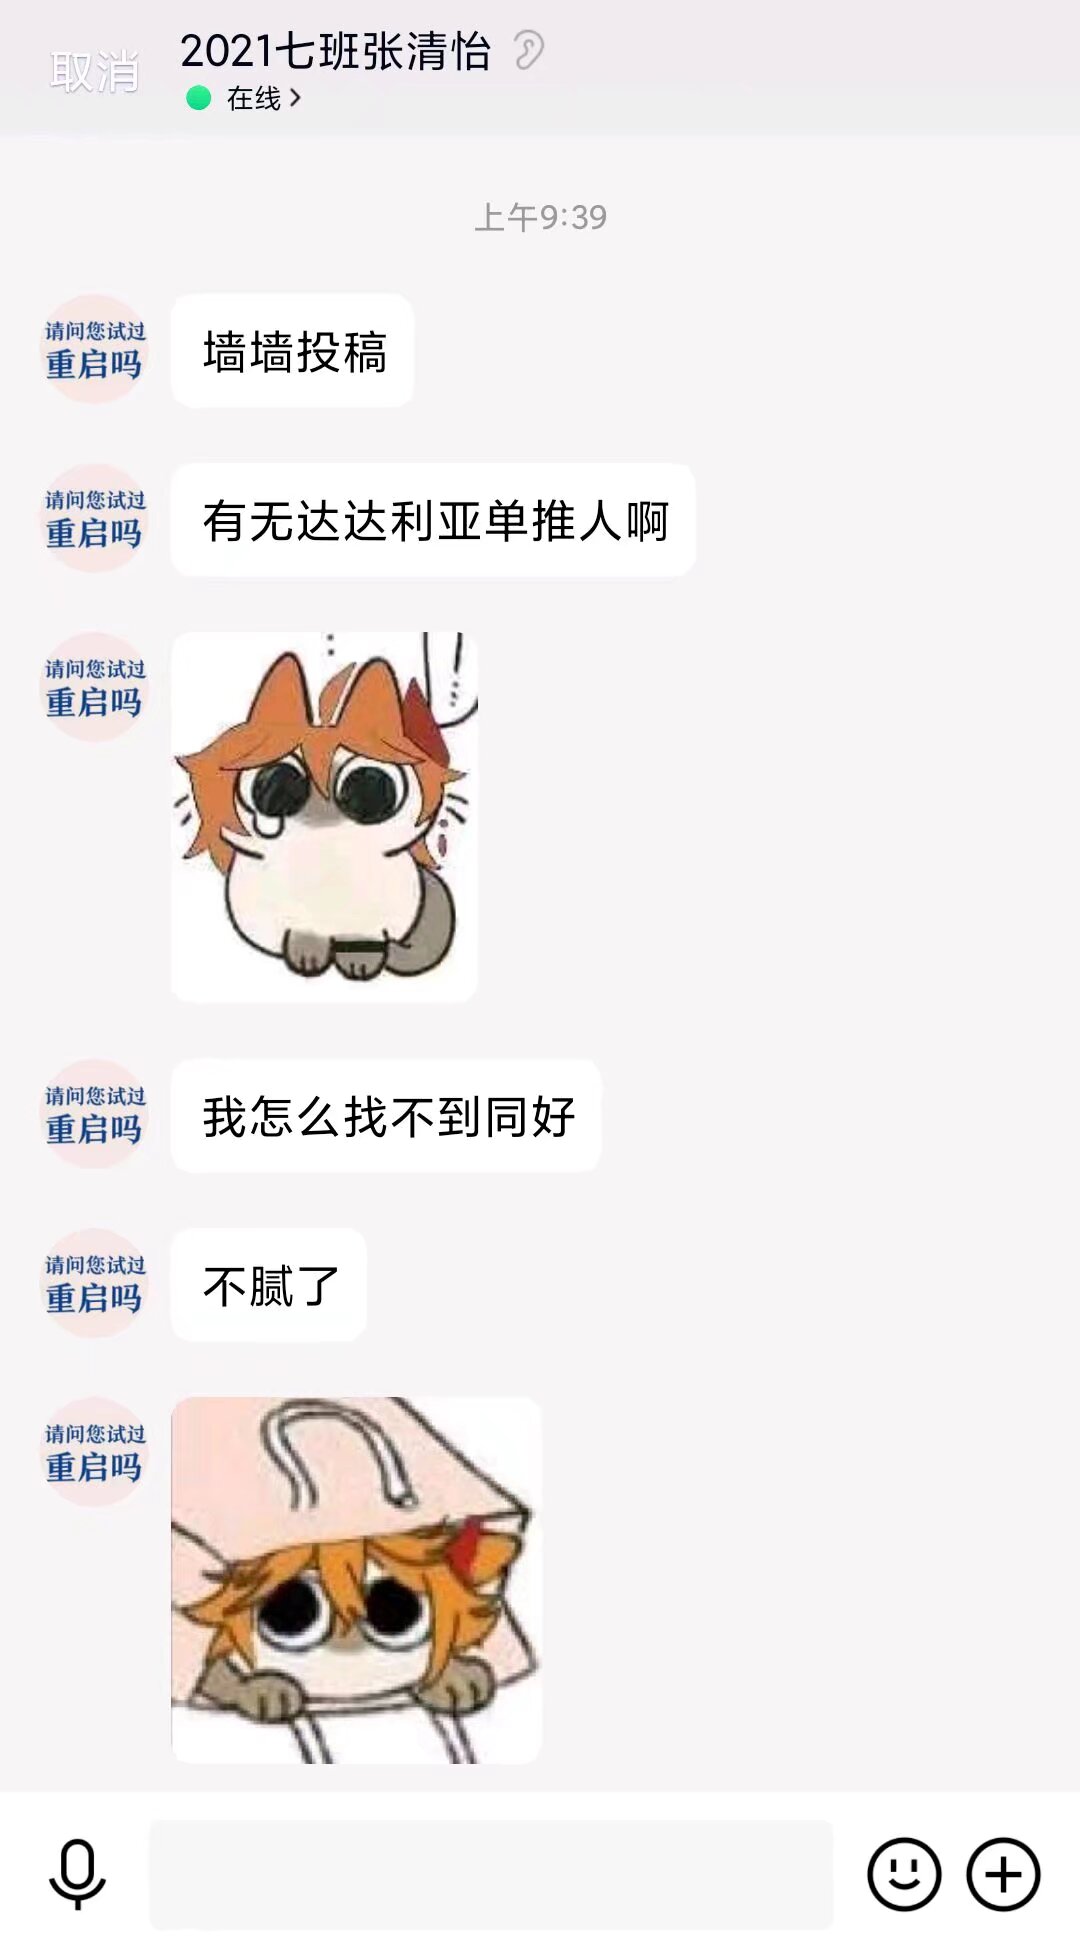 取消
2021七班张清怡
在线
上午9:39
请问您试过
重启吗
墙墙投稿
请问您试过
重启吗
有无达达利亚单推人啊
请问您试过
重启吗
请问您试过
重启吗
我怎么找不到同好
请问您试过
重启吗
不腻了
请问您试过
重启吗